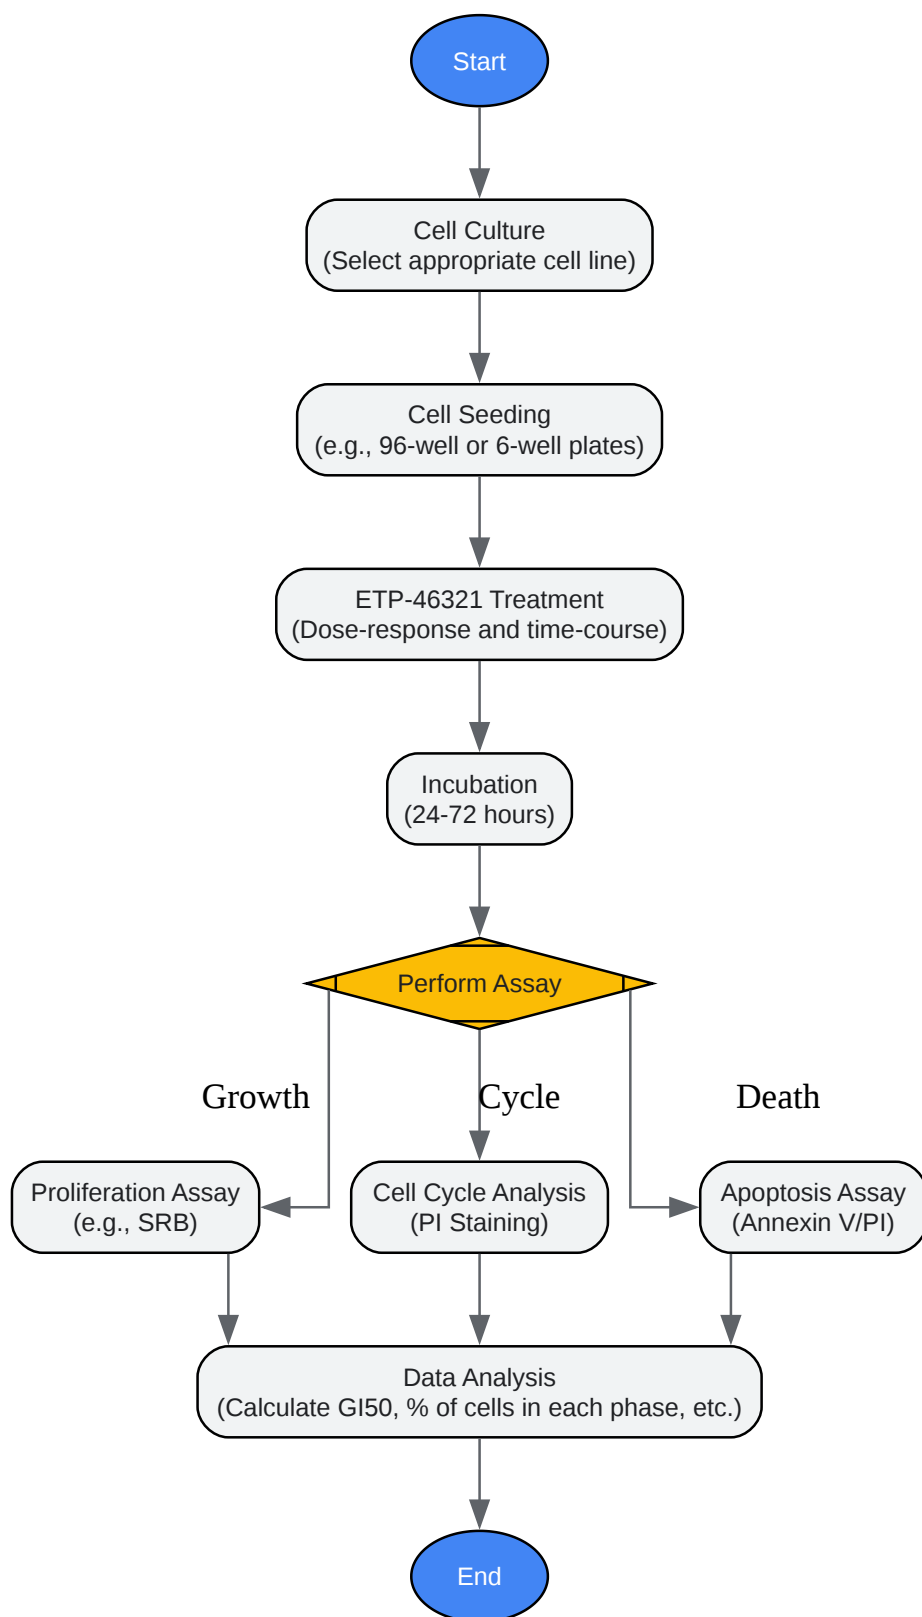 Start
Cell Culture
(Select appropriate cell line)
Cell Seeding
(e.g., 96-well or 6-well plates)
ETP-46321 Treatment
(Dose-response and time-course)
Incubation
(24-72 hours)
Perform Assay
Growth
Cycle
Death
Proliferation Assay
(e.g., SRB)
Cell Cycle Analysis
(PI Staining)
Apoptosis Assay
(Annexin V/PI)
Data Analysis
(Calculate GI50, % of cells in each phase, etc.)
End